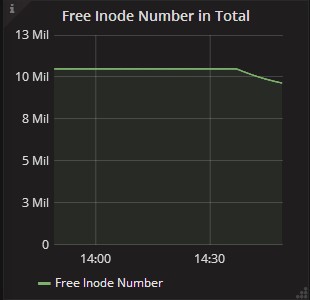 i
Free Inode Number in Total
13 Mil
10 Mil
8 Mil
5 Mil
3 Mil
0
14:00 14:30
Free Inode Number